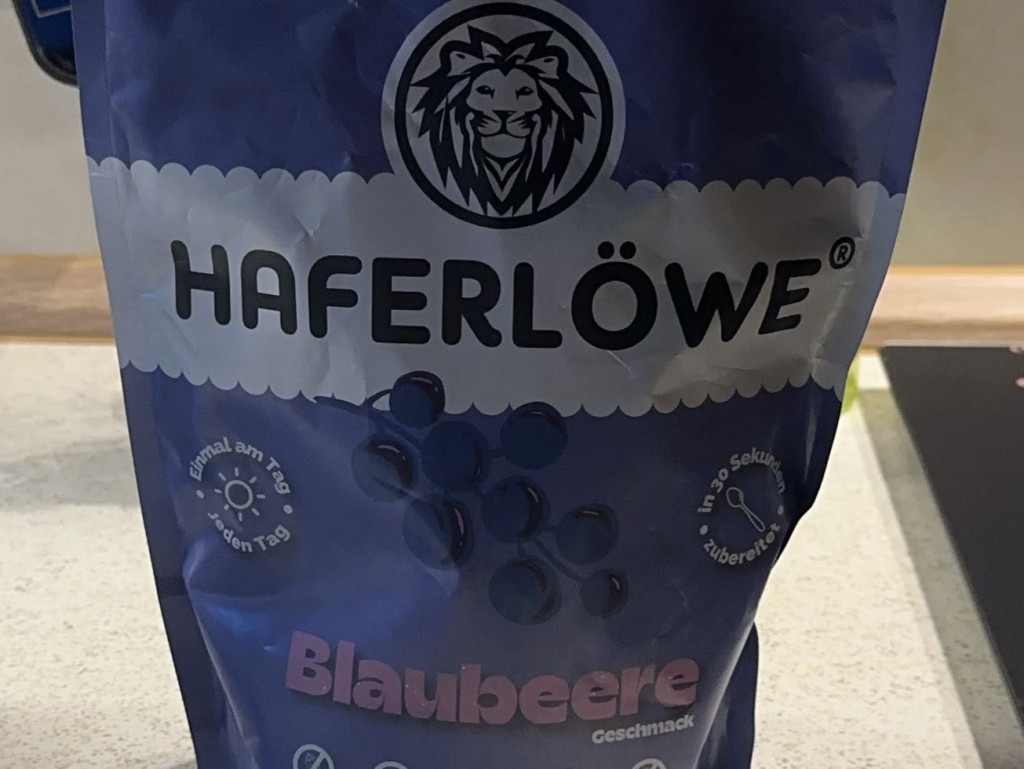 HAFERLÖWE®
Einmal am Tag
Jeden Tag
in 30 Sekunden
zubereitet
Blaubeere
Geschmack